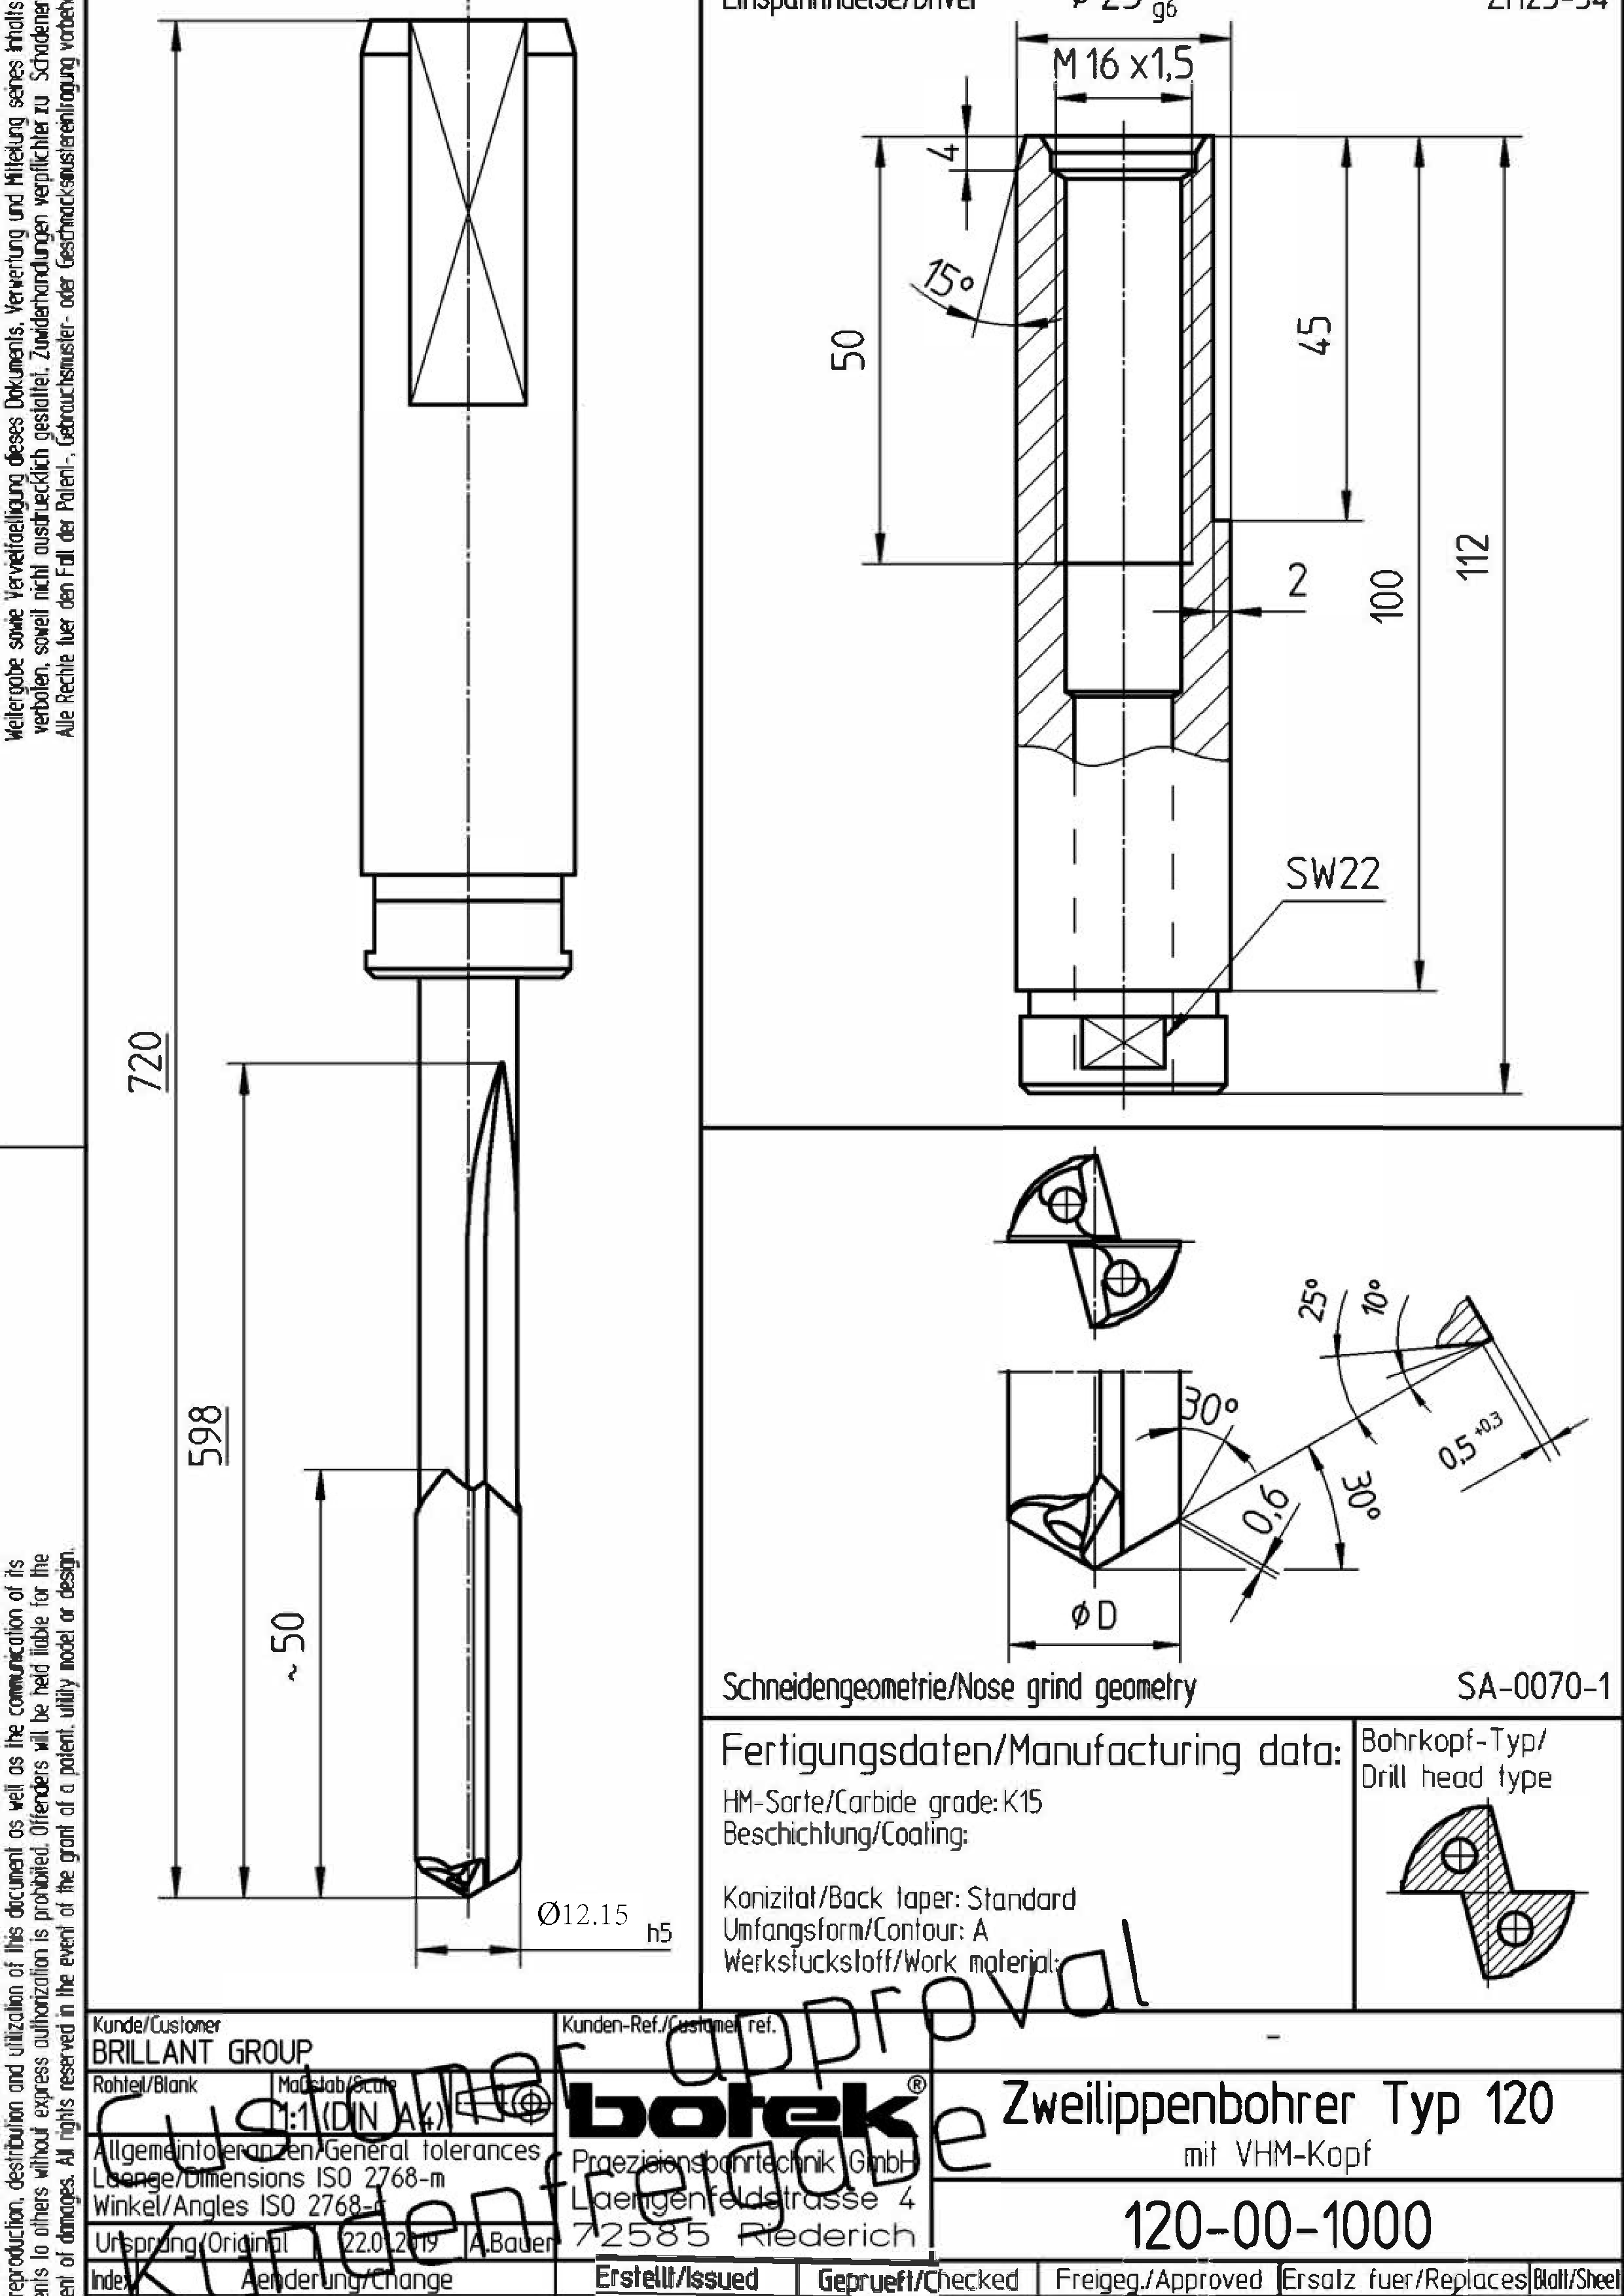 g6
M 16 x1,5
4
15°
50
45
2
100
112
SW22
720
598
~ 50
Ø12.15 h5
25°
10°
30°
0,5 +0.3
0,6
30°
ØD
Schneidengeometrie/Nose grind geometry SA-0070-1
Fertigungsdaten/Manufacturing data:
HM-Sorte/Carbide grade: K15
Beschichtung/Coating:
Konizitat/Back taper: Standard
Umfangsform/Contour: A
Werkstuckstoff/Work material:
Bohrkopf-Typ/
Drill head type
Weitergabe sowie Vervielfaeltigung dieses Dokuments, Verwertung und Mitteilung seines Inhalts
verboten, soweit nicht ausdruecklich gestattet. Zuwiderhandlungen verpflichten zu Schadener
Alle Rechte fuer den Fall der Patent-, Gebrauchsmuster- oder Geschmacksmustereintragung vorbeh
reproduction, destribution and utilization of this document as well as the communication of its
to others without express authorization is prohibited. Offenders will be held liable for the
of damages. All rights reserved in the event of the grant of a patent, utility model or design.
Customer approval
Kundenfreigabe
Kunde/Customer
BRILLANT GROUP
Kunden-Ref./Customer ref.
-
Rohteil/Blank
Maßstab/Scale
1:1 (DIN A4)
Allgemeintoleranzen/General tolerances
Laenge/Dimensions ISO 2768-m
Winkel/Angles ISO 2768-
Ursprung/Original 22.01.2019 A.Bauer
Index Aenderung/Change
botek®
Praezisionsbohrtechnik GmbH
Laengenfeldstrasse 4
72585 Riederich
Zweilippenbohrer Typ 120
mit VHM-Kopf
120-00-1000
Erstellt/Issued Geprueft/Checked Freigeg./Approved Ersatz fuer/Replaces Blatt/Sheet